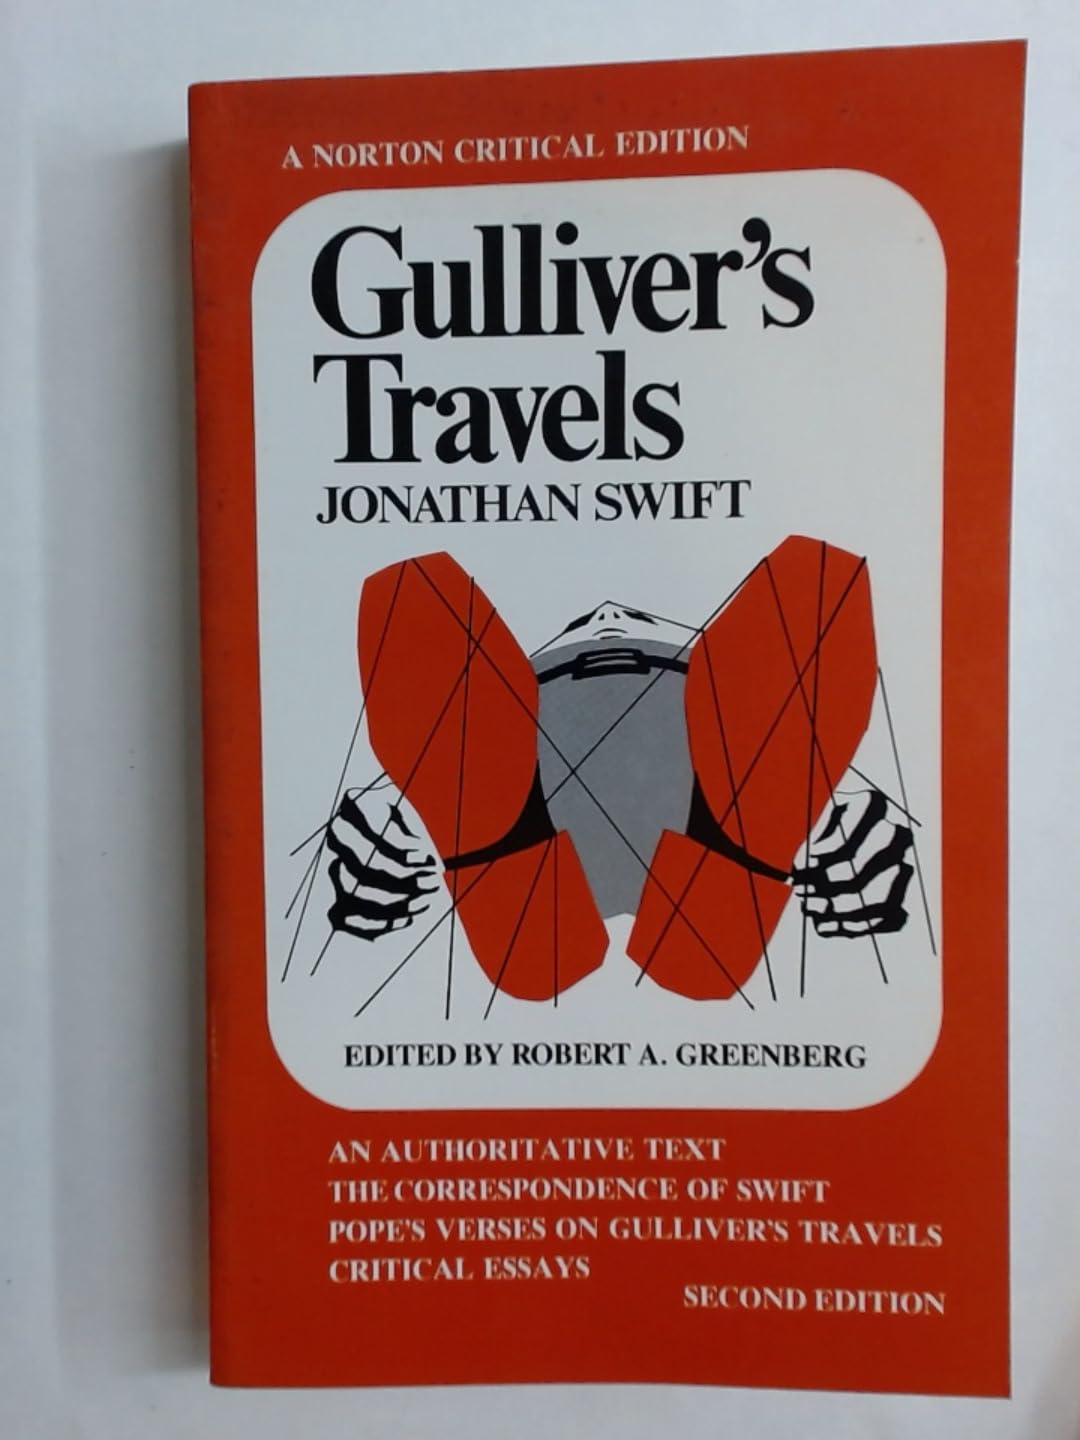 A NORTON CRITICAL EDITION
Gulliver's
Travels
JONATHAN SWIFT
EDITED BY ROBERT A. GREENBERG
AN AUTHORITATIVE TEXT
THE CORRESPONDENCE OF SWIFT
POPE'S VERSES ON GULLIVER'S TRAVELS
CRITICAL ESSAYS
SECOND EDITION